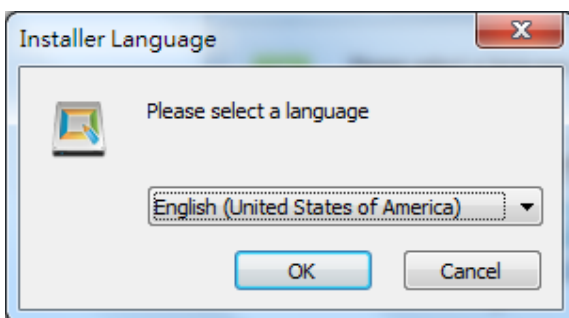 Installer Language
Please select a language
English (United States of America)
OK
Cancel